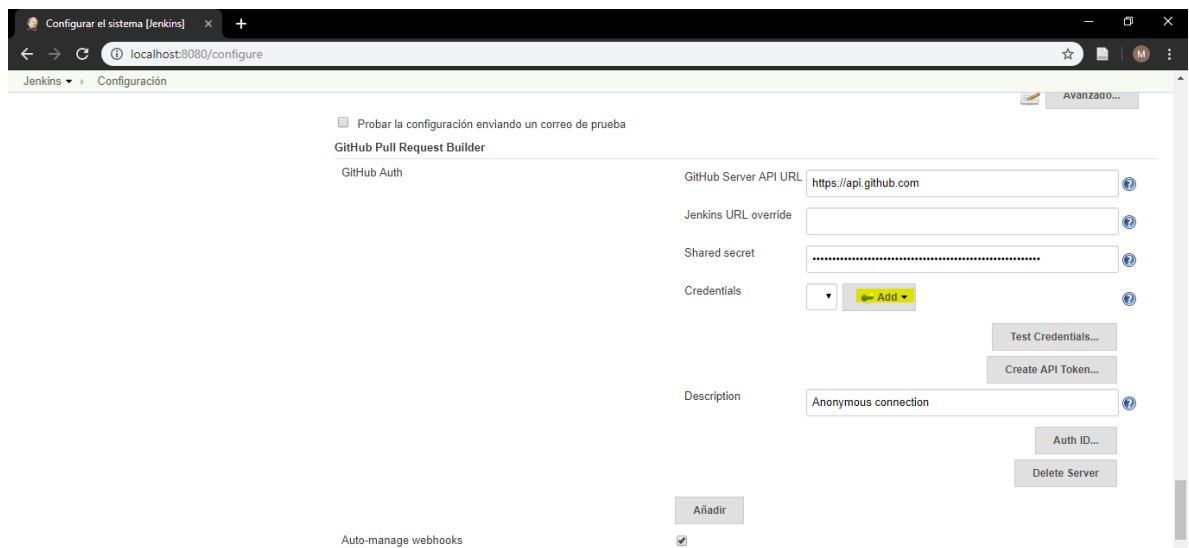 Configurar el sistema [Jenkins]
localhost:8080/configure
M
Jenkins Configuración
Avanzado...
Probar la configuración enviando un correo de prueba
GitHub Pull Request Builder
GitHub Auth
GitHub Server API URL https://api.github.com
Jenkins URL override
Shared secret ••••••••••••••••••••••••••••••••••••••••••••••••••••••••••
Credentials Add
Test Credentials...
Create API Token...
Description Anonymous connection
Auth ID...
Delete Server
Añadir
Auto-manage webhooks